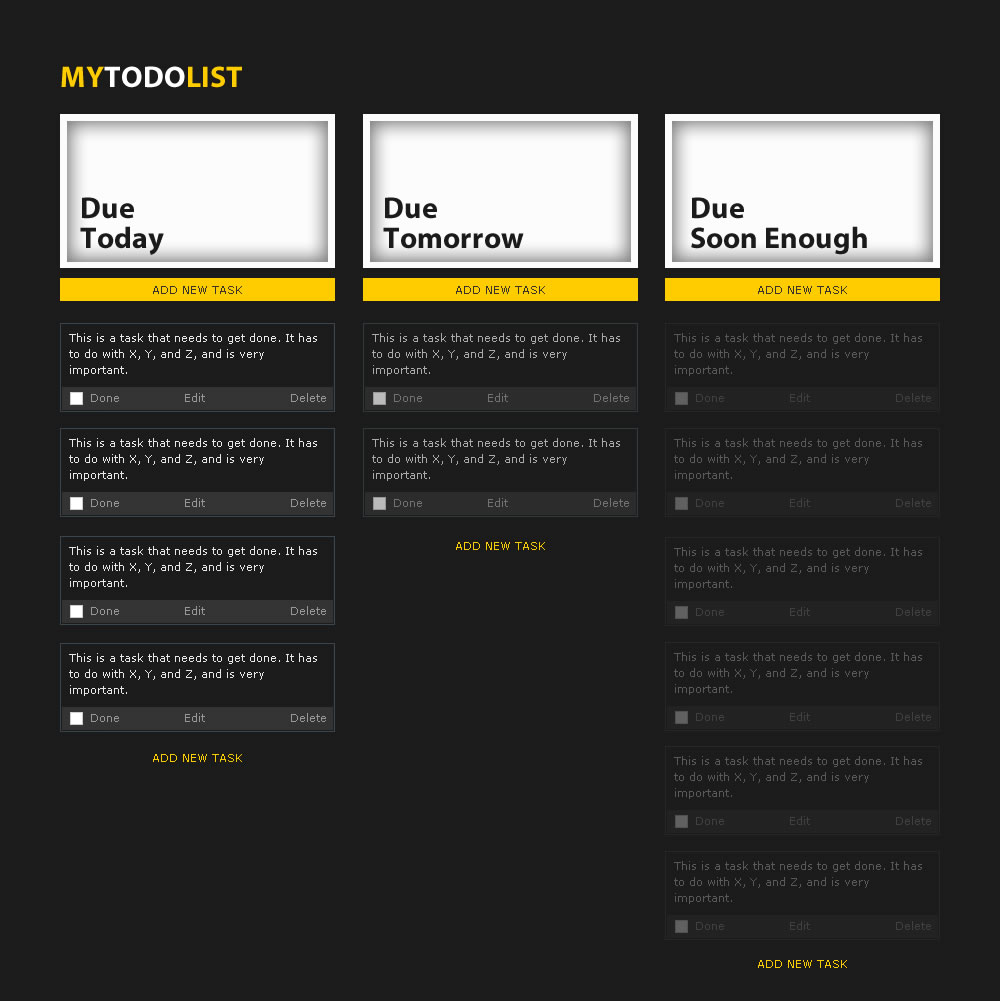 MYTODOLIST
Due
Today
ADD NEW TASK
This is a task that needs to get done. It has
to do with X, Y, and Z, and is very
important.
Done Edit Delete
This is a task that needs to get done. It has
to do with X, Y, and Z, and is very
important.
Done Edit Delete
This is a task that needs to get done. It has
to do with X, Y, and Z, and is very
important.
Done Edit Delete
This is a task that needs to get done. It has
to do with X, Y, and Z, and is very
important.
Done Edit Delete
ADD NEW TASK
Due
Tomorrow
ADD NEW TASK
This is a task that needs to get done. It has
to do with X, Y, and Z, and is very
important.
Done Edit Delete
This is a task that needs to get done. It has
to do with X, Y, and Z, and is very
important.
Done Edit Delete
ADD NEW TASK
Due
Soon Enough
ADD NEW TASK
This is a task that needs to get done. It has
to do with X, Y, and Z, and is very
important.
Done Edit Delete
This is a task that needs to get done. It has
to do with X, Y, and Z, and is very
important.
Done Edit Delete
This is a task that needs to get done. It has
to do with X, Y, and Z, and is very
important.
Done Edit Delete
This is a task that needs to get done. It has
to do with X, Y, and Z, and is very
important.
Done Edit Delete
This is a task that needs to get done. It has
to do with X, Y, and Z, and is very
important.
Done Edit Delete
This is a task that needs to get done. It has
to do with X, Y, and Z, and is very
important.
Done Edit Delete
ADD NEW TASK